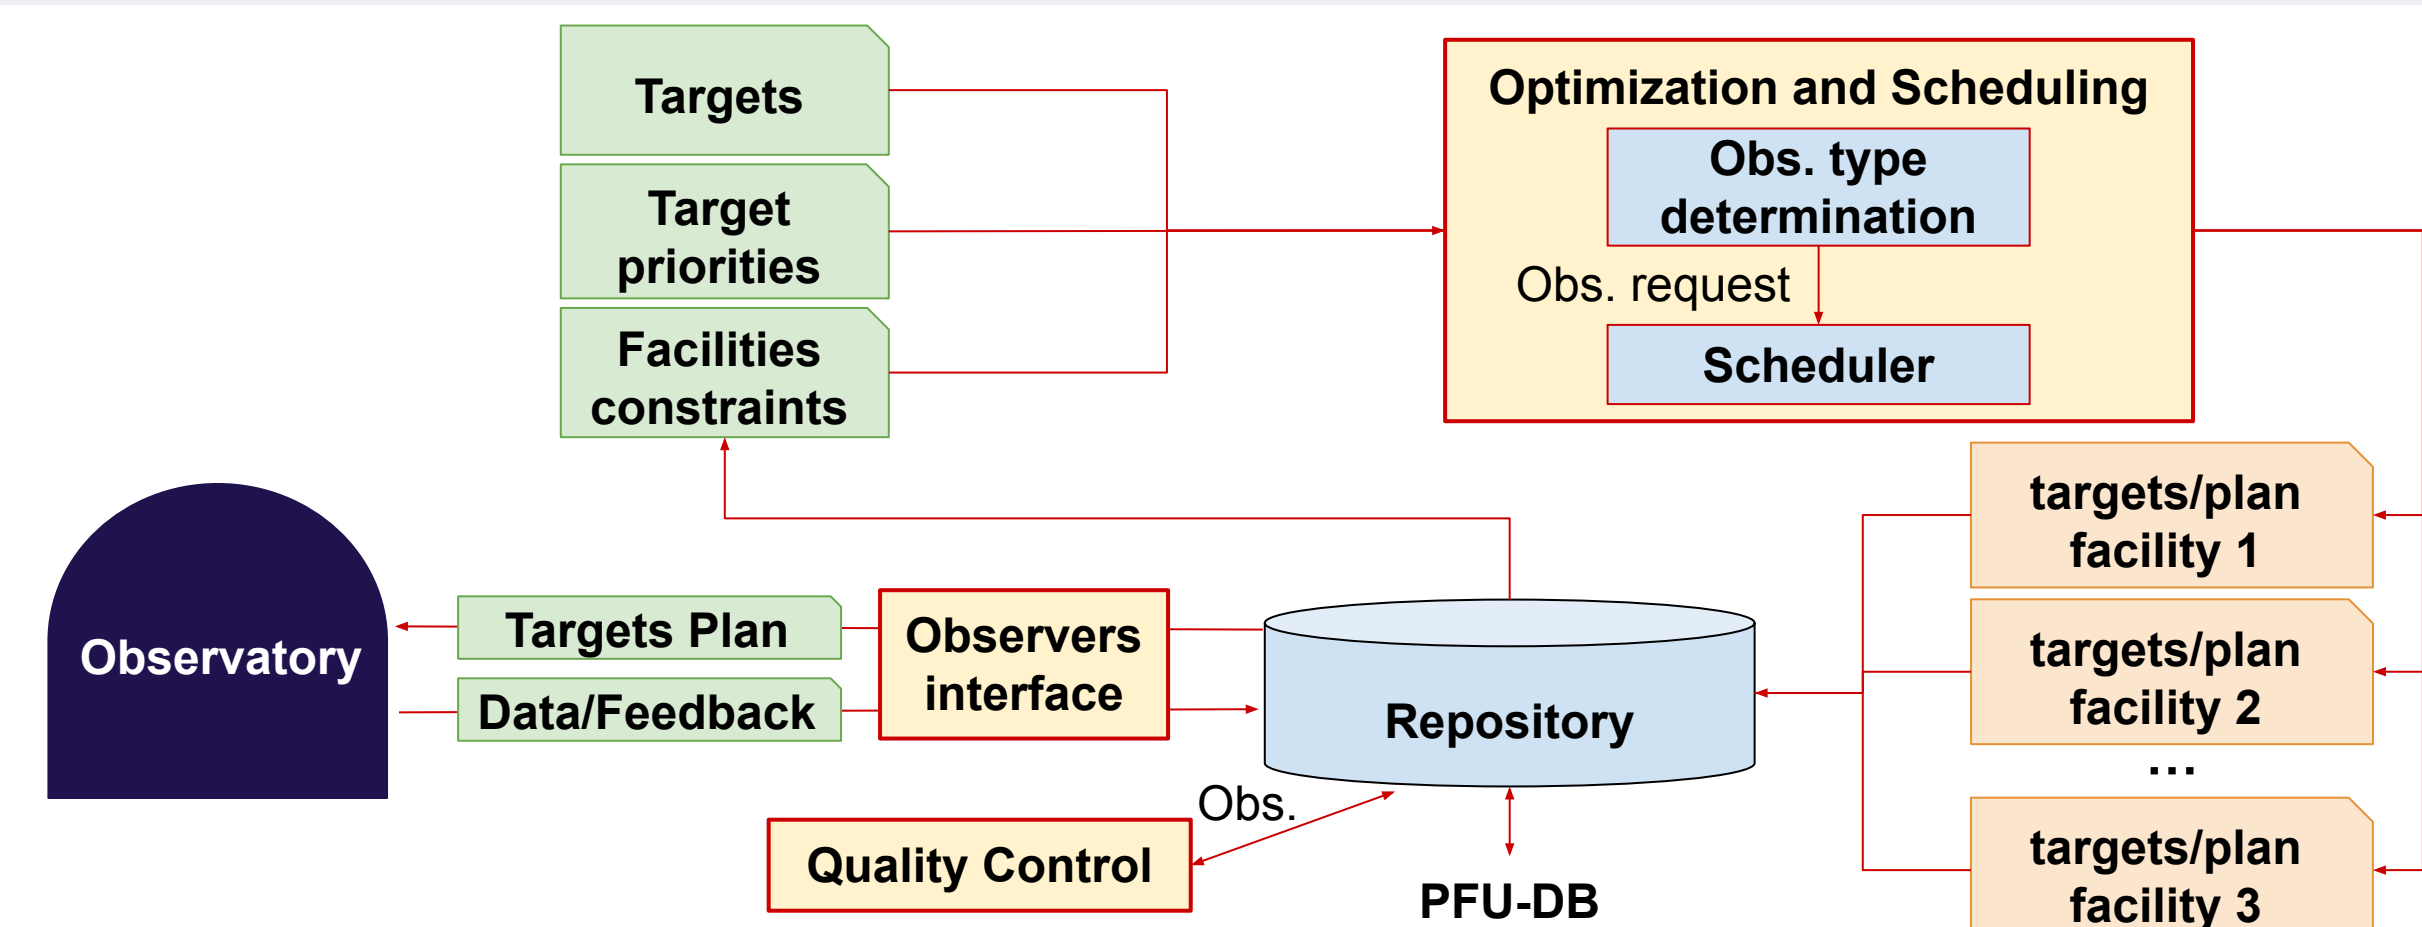 Targets
Target
priorities
Facilities
constraints
Optimization and Scheduling
Obs. type
determination
Obs. request
Scheduler
targets/plan
facility 1
targets/plan
facility 2
...
targets/plan
facility 3
Observatory
Targets Plan
Data/Feedback
Observers
interface
Repository
Obs.
Quality Control
PFU-DB